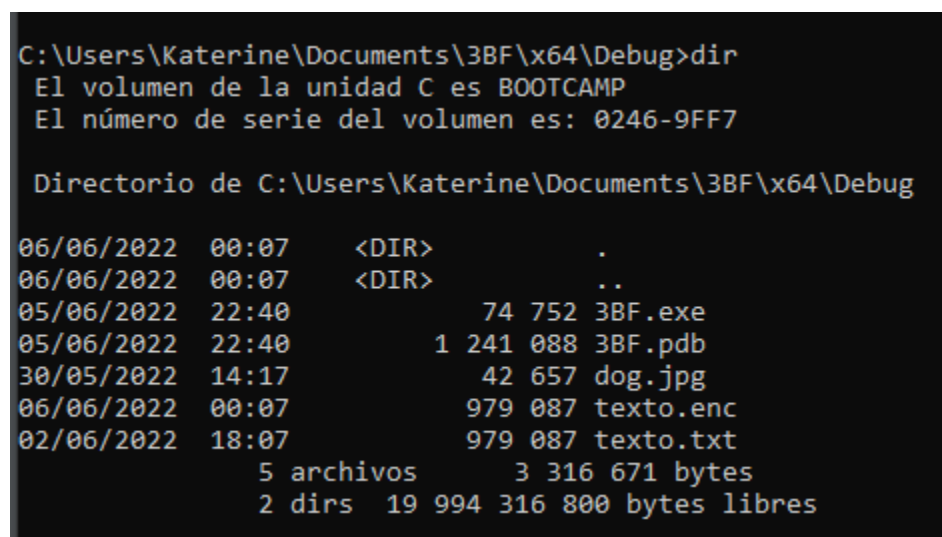 C:\Users\Katerine\Documents\3BF\x64\Debug>dir
El volumen de la unidad C es BOOTCAMP
El número de serie del volumen es: 0246-9FF7
Directorio de C:\Users\Katerine\Documents\3BF\x64\Debug
06/06/2022 00:07 <DIR> .
06/06/2022 00:07 <DIR> ..
05/06/2022 22:40 74 752 3BF.exe
05/06/2022 22:40 1 241 088 3BF.pdb
30/05/2022 14:17 42 657 dog.jpg
06/06/2022 00:07 979 087 texto.enc
02/06/2022 18:07 979 087 texto.txt
5 archivos 3 316 671 bytes
2 dirs 19 994 316 800 bytes libres